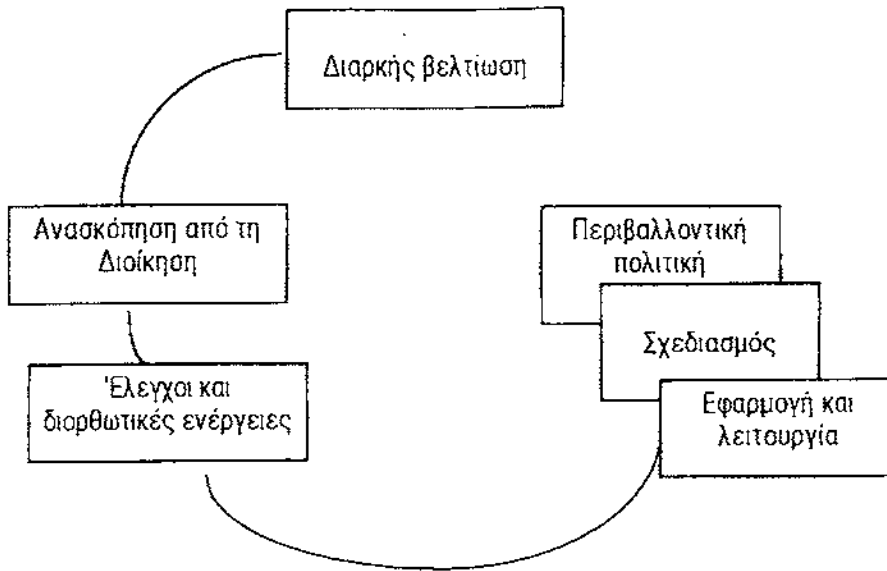 Διαρκής βελτίωση
Ανασκόπηση από τη
Διοίκηση
Περιβαλλοντική
πολιτική
Σχεδιασμός
Έλεγχοι και
διορθωτικές ενέργειες
Εφαρμογή και
λειτουργία